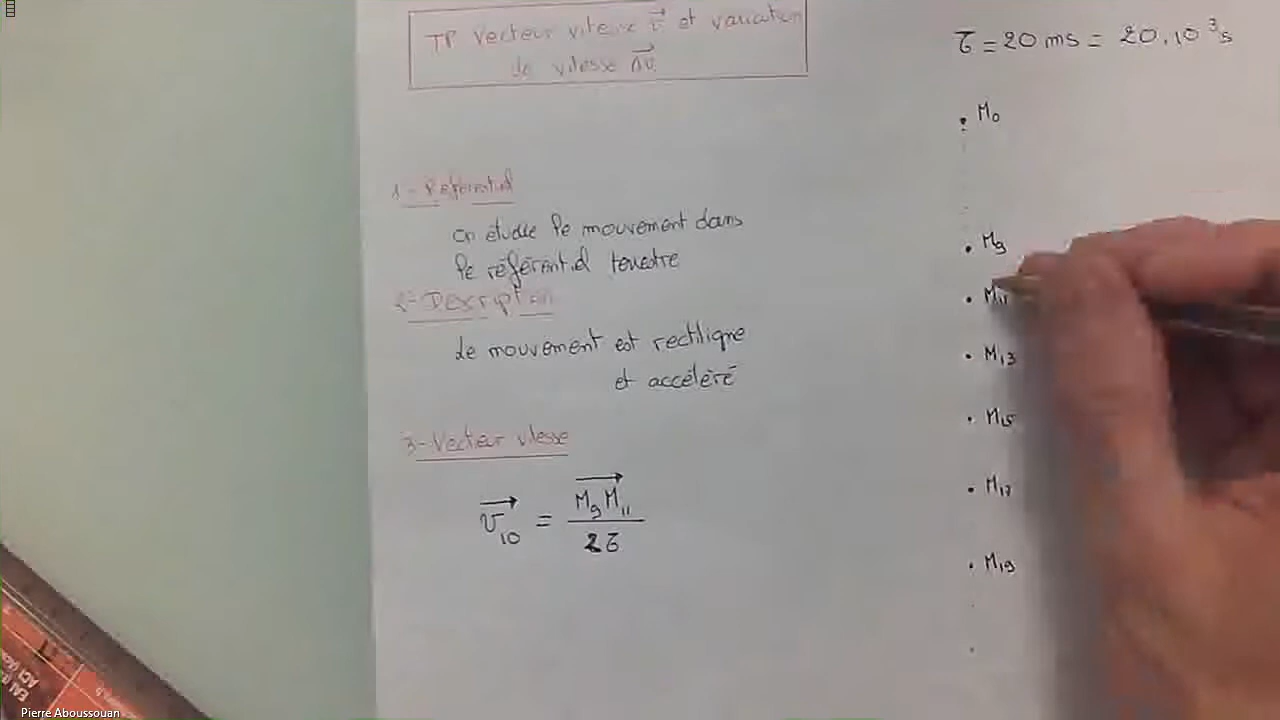 TP Vecteur vitesse v⃗ et variation
de vitesse Δv⃗
τ = 20 ms = 20.10³s
M₀
1 - Référentiel
on étudie le mouvement dans
le référentiel terrestre
M₉
2 - Description
M₁₁
Le mouvement est rectiligne
et accéléré
M₁₃
M₁₅
3 - Vecteur vitesse
M₁₇
v⃗₁₀ = M₉M₁₁ / 2τ
M₁₉
Pierre Aboussouan